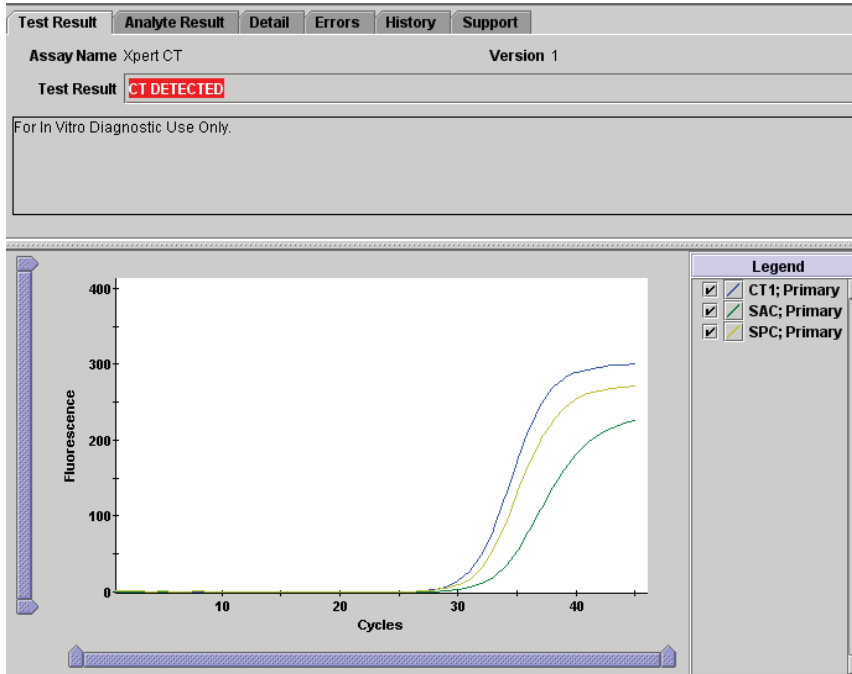 Test Result Analyte Result Detail Errors History Support
Assay Name Xpert CT Version 1
Test Result CT DETECTED
For In Vitro Diagnostic Use Only.
Legend
CT1; Primary
SAC; Primary
SPC; Primary
400
300
200
100
0
Fluorescence
10 20 30 40
Cycles